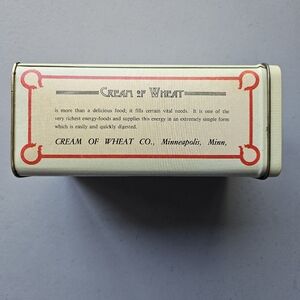 CREAM OF WHEAT
is more than a delicious food; it fills certain vital needs. It is one of the
very richest energy-foods and supplies this energy in an extremely simple form
which is easily and quickly digested.
CREAM OF WHEAT CO., Minneapolis, Minn,